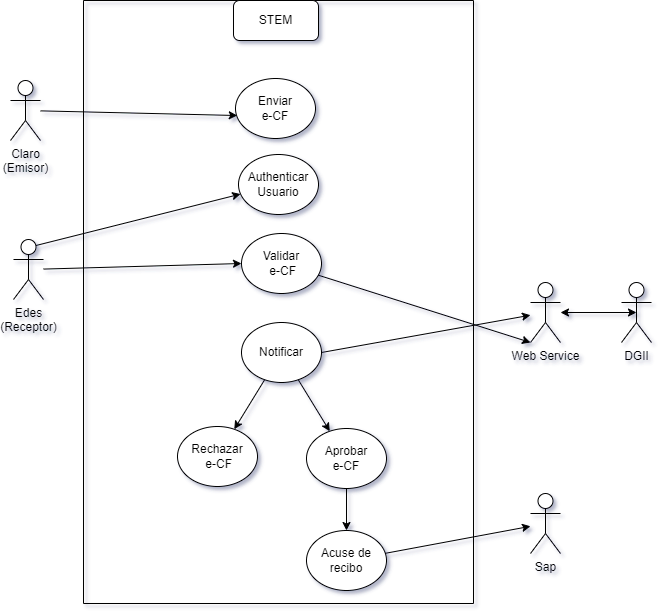 STEM
Enviar
e-CF
Claro
(Emisor)
Authenticar
Usuario
Validar
e-CF
Edes
(Receptor)
Notificar
Web Service
DGII
Rechazar
e-CF
Aprobar
e-CF
Acuse de
recibo
Sap